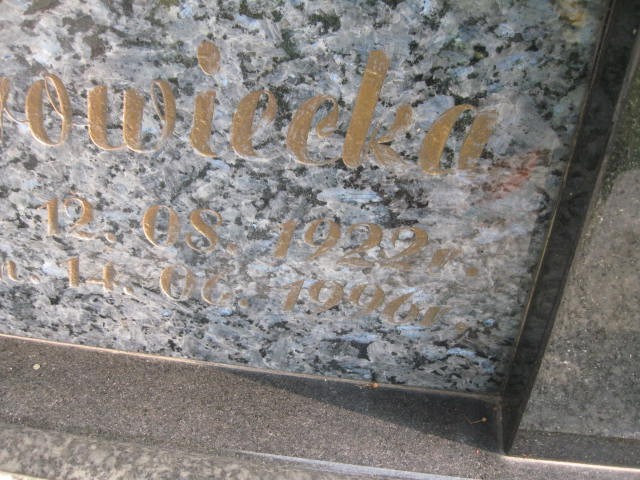 owiecka
12. 08. 1922r.
14. 06. 1996r.